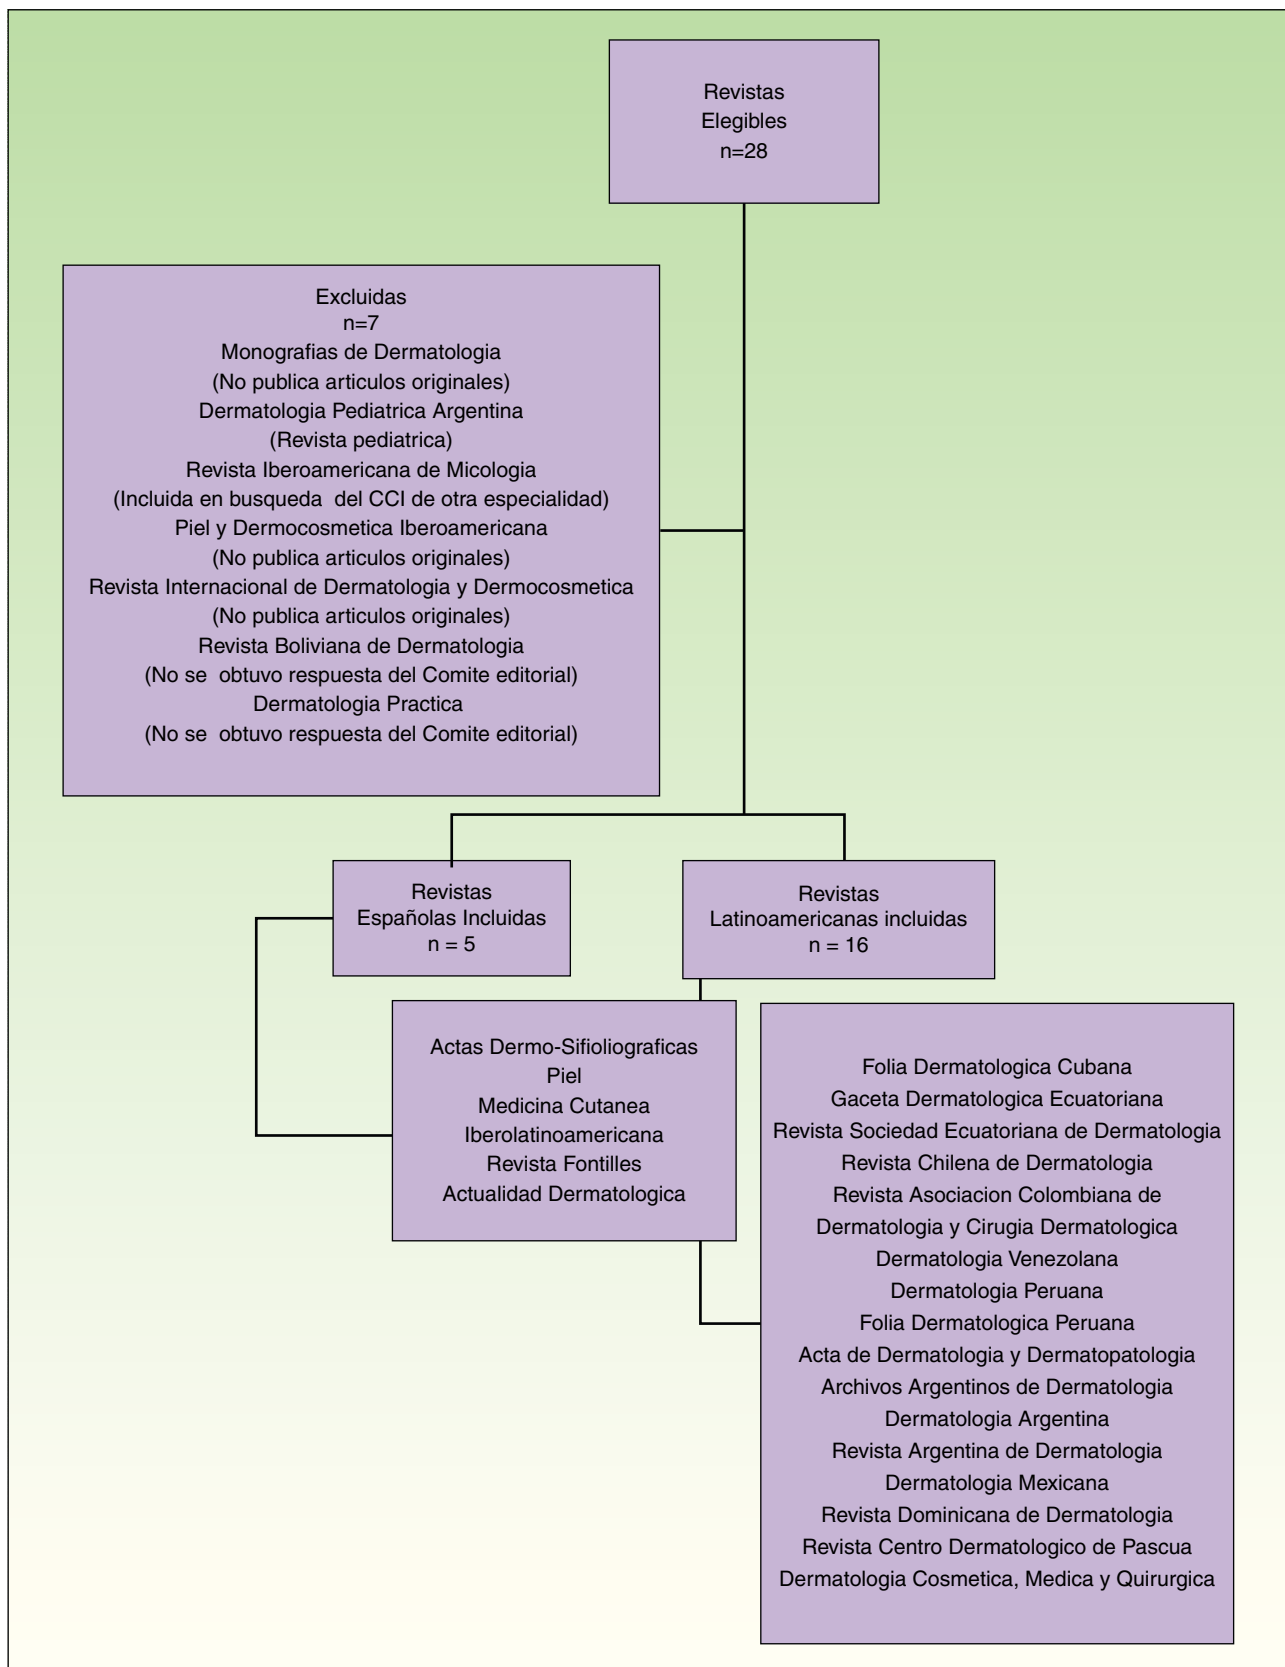 Revistas
Elegibles
n=28
Excluidas
n=7
Monografias de Dermatologia
(No publica articulos originales)
Dermatologia Pediatrica Argentina
(Revista pediatrica)
Revista Iberoamericana de Micologia
(Incluida en busqueda del CCI de otra especialidad)
Piel y Dermocosmetica Iberoamericana
(No publica articulos originales)
Revista Internacional de Dermatologia y Dermocosmetica
(No publica articulos originales)
Revista Boliviana de Dermatologia
(No se obtuvo respuesta del Comite editorial)
Dermatologia Practica
(No se obtuvo respuesta del Comite editorial)
Revistas
Españolas Incluidas
n = 5
Revistas
Latinoamericanas incluidas
n = 16
Actas Dermo-Sifioliograficas
Piel
Medicina Cutanea
Iberolatinoamericana
Revista Fontilles
Actualidad Dermatologica
Folia Dermatologica Cubana
Gaceta Dermatologica Ecuatoriana
Revista Sociedad Ecuatoriana de Dermatologia
Revista Chilena de Dermatologia
Revista Asociacion Colombiana de
Dermatologia y Cirugia Dermatologica
Dermatologia Venezolana
Dermatologia Peruana
Folia Dermatologica Peruana
Acta de Dermatologia y Dermatopatologia
Archivos Argentinos de Dermatologia
Dermatologia Argentina
Revista Argentina de Dermatologia
Dermatologia Mexicana
Revista Dominicana de Dermatologia
Revista Centro Dermatologico de Pascua
Dermatologia Cosmetica, Medica y Quirurgica